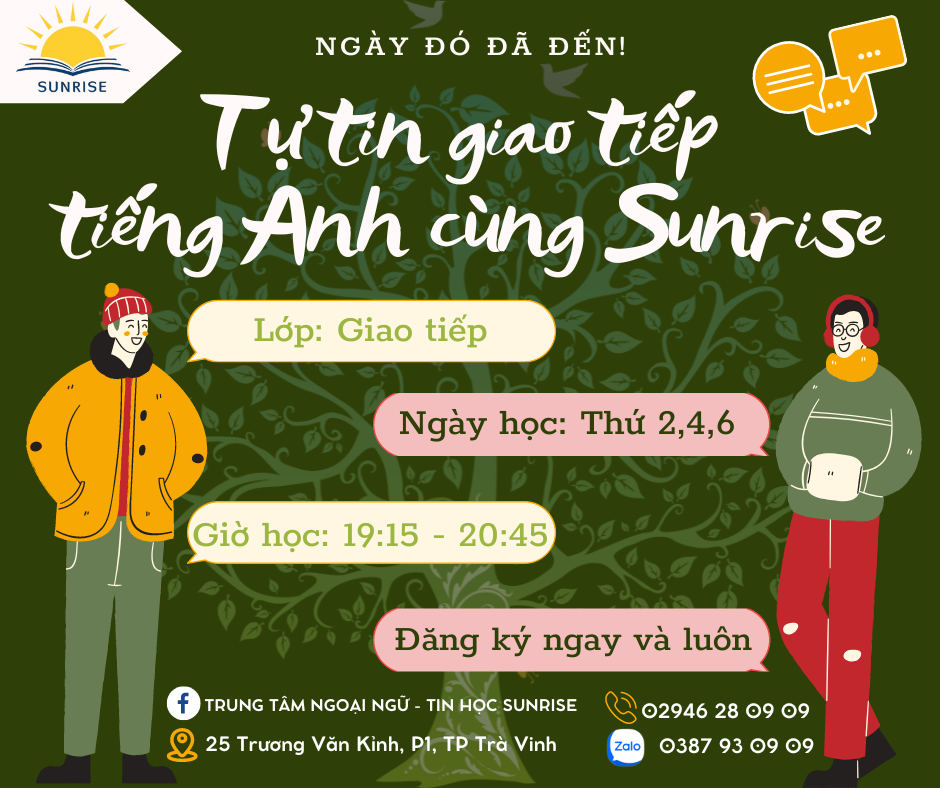 SUNRISE
NGÀY ĐÓ ĐÃ ĐẾN!
Tự tin giao tiếp
tiếng Anh cùng Sunrise
Lớp: Giao tiếp
Ngày học: Thứ 2,4,6
Giờ học: 19:15 - 20:45
Đăng ký ngay và luôn
TRUNG TÂM NGOẠI NGỮ - TIN HỌC SUNRISE
02946 28 09 09
25 Trương Văn Kỉnh, P1, TP Trà Vinh
Zalo 0387 93 09 09